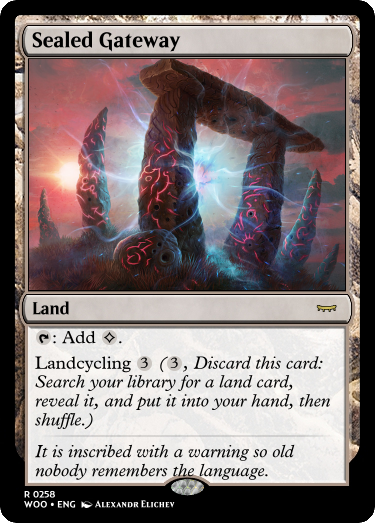 Sealed Gateway
Land
: Add .
Landcycling 3 (3, Discard this card:
Search your library for a land card,
reveal it, and put it into your hand, then
shuffle.)
It is inscribed with a warning so old
nobody remembers the language.
R 0258
WOO • ENG Alexandr Elichev